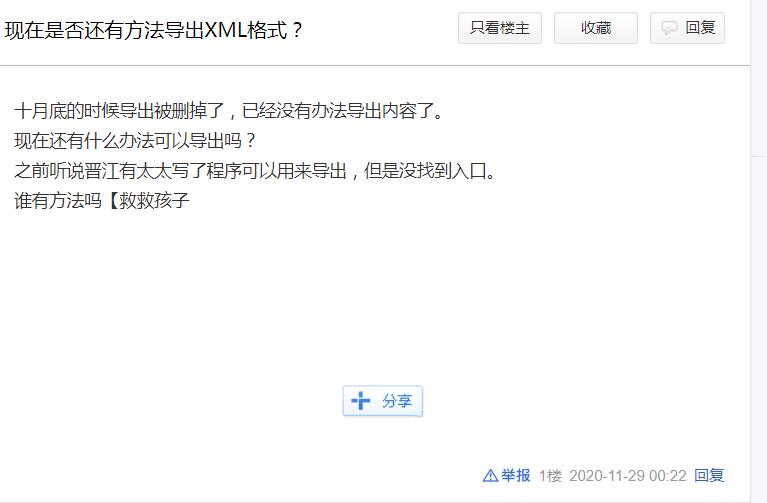 现在是否还有方法导出XML格式？
只看楼主
收藏
回复
十月底的时候导出被删掉了，已经没有办法导出内容了。
现在还有什么办法可以导出吗？
之前听说晋江有太太写了程序可以用来导出，但是没找到入口。
谁有方法吗【救救孩子
分享
举报 1楼 2020-11-29 00:22 回复